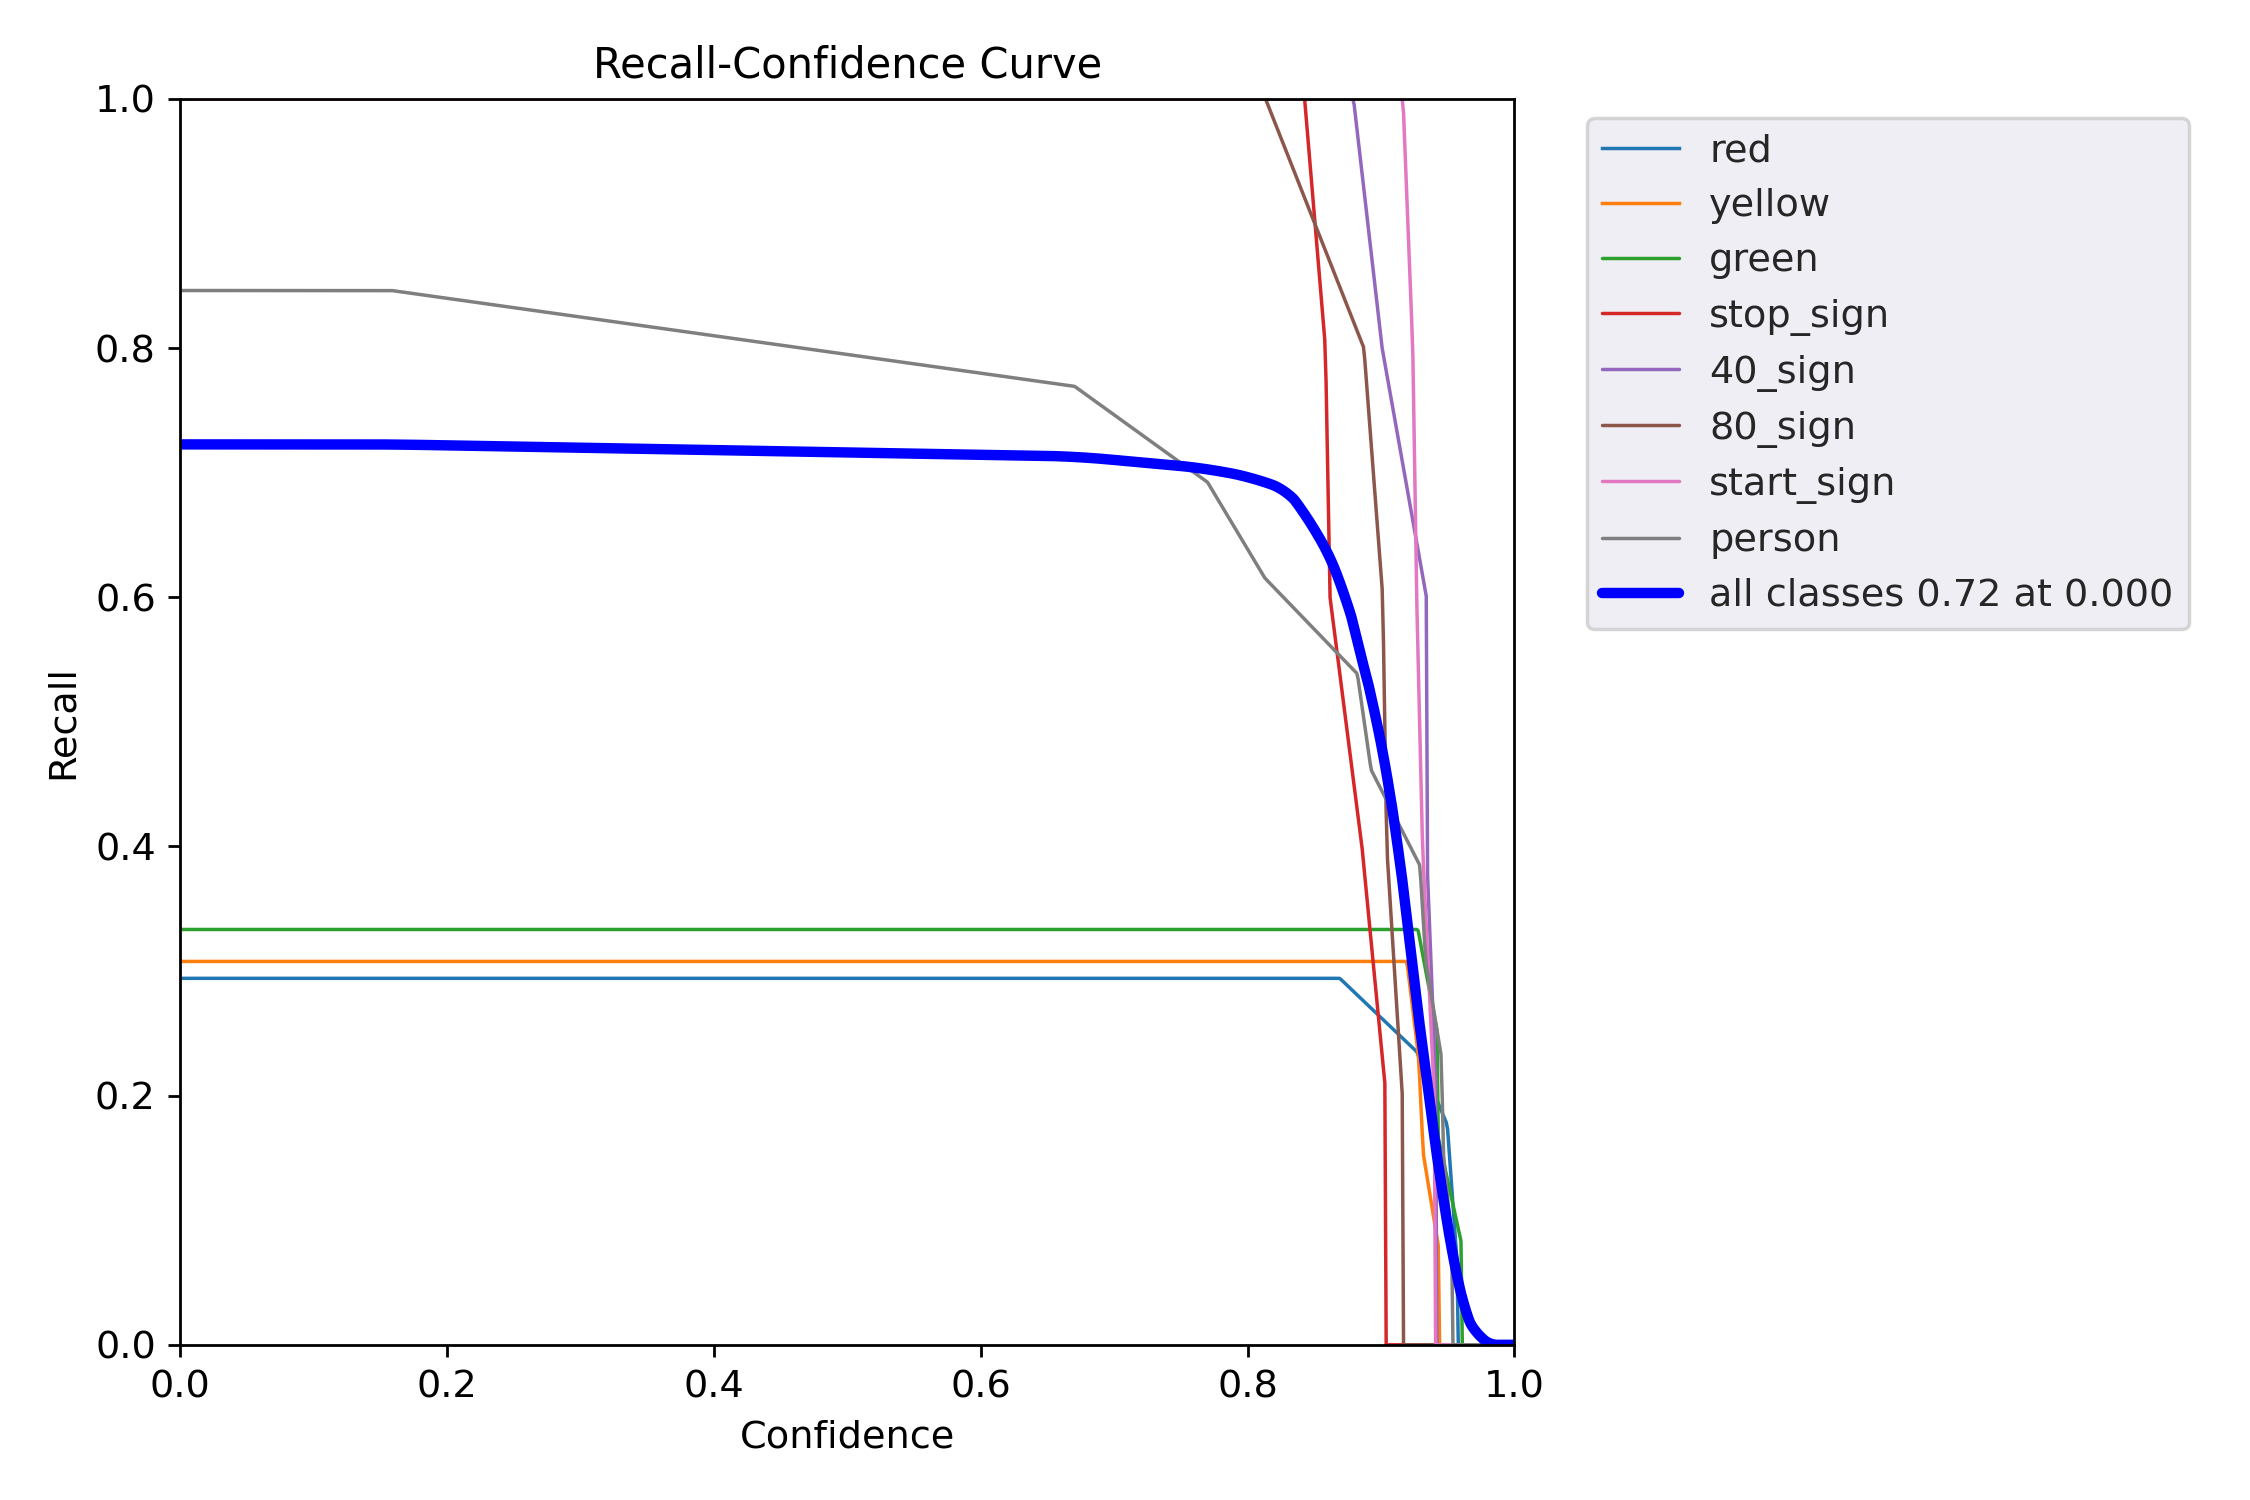 Recall-Confidence Curve
1.0
0.8
0.6
0.4
0.2
0.0
Recall
0.0 0.2 0.4 0.6 0.8 1.0
Confidence
red
yellow
green
stop_sign
40_sign
80_sign
start_sign
person
all classes 0.72 at 0.000